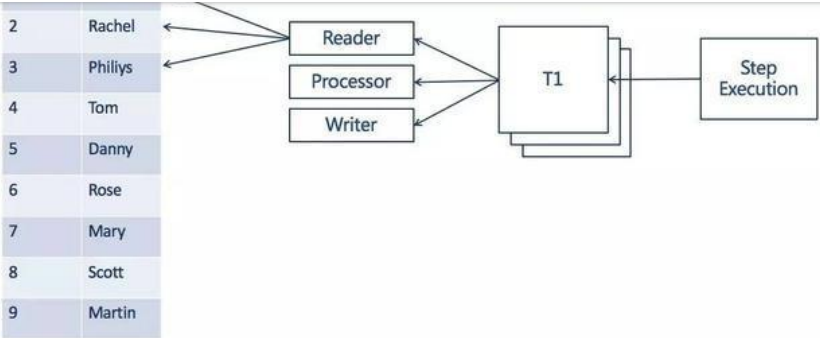 2 Rachel
3 Philiys
4 Tom
5 Danny
6 Rose
7 Mary
8 Scott
9 Martin
Reader
Processor
Writer
T1
Step
Execution